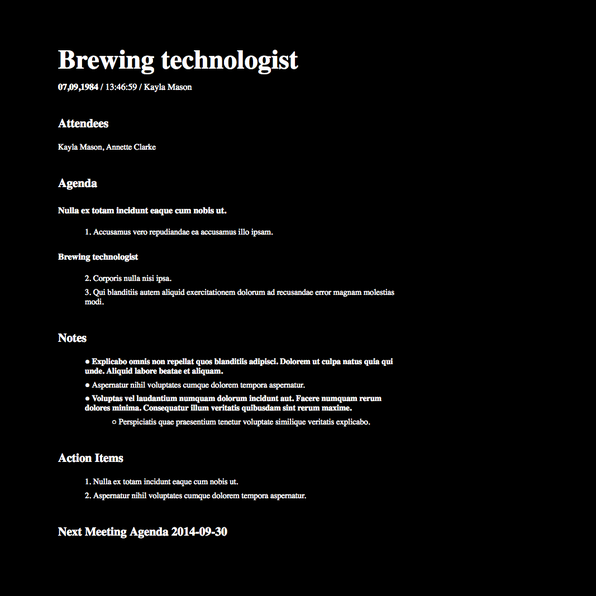 Brewing technologist
07,09,1984 / 13:46:59 / Kayla Mason
Attendees
Kayla Mason, Annette Clarke
Agenda
Nulla ex totam incidunt eaque cum nobis ut.
1. Accusamus vero repudiandae ea accusamus illo ipsam.
Brewing technologist
2. Corporis nulla nisi ipsa.
3. Qui blanditiis autem aliquid exercitationem dolorum ad recusandae error magnam molestias
modi.
Notes
● Explicabo omnis non repellat quos blanditiis adipisci. Dolorem ut culpa natus quia qui
unde. Aliquid labore beatae et aliquam.
● Aspernatur nihil voluptates cumque dolorem tempora aspernatur.
● Voluptas vel laudantium numquam dolorum incidunt aut. Facere numquam rerum
dolores minima. Consequatur illum veritatis quibusdam sint rerum maxime.
○ Perspiciatis quae praesentium tenetur voluptate similique veritatis explicabo.
Action Items
1. Nulla ex totam incidunt eaque cum nobis ut.
2. Aspernatur nihil voluptates cumque dolorem tempora aspernatur.
Next Meeting Agenda 2014-09-30